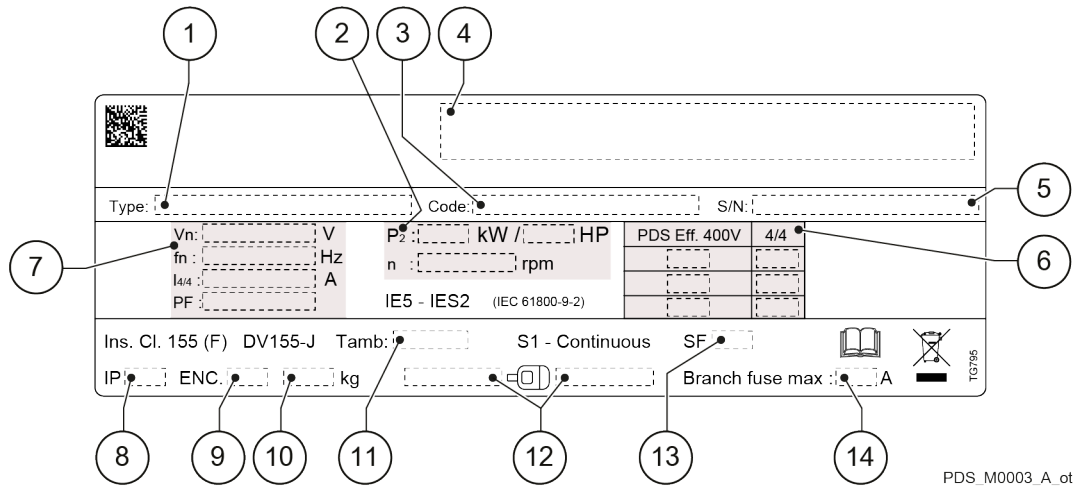 1 2 3 4
Type: Code: S/N: 5
7 Vn: V P2 : kW / HP PDS Eff. 400V 4/4 6
fn : Hz n : rpm
I4/4 : A
PF : IE5 - IES2 (IEC 61800-9-2)
Ins. Cl. 155 (F) DV155-J Tamb: S1 - Continuous SF
IP ENC. kg Branch fuse max : A
TG795
8 9 10 11 12 13 14
PDS_M0003_A_ot